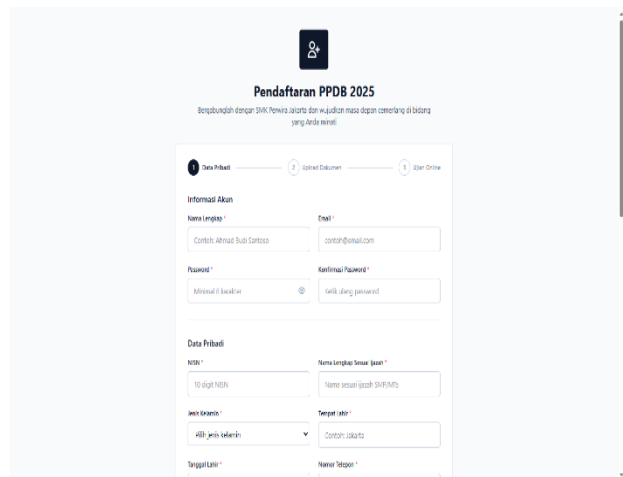 Pendaftaran PPDB 2025
Bergabunglah dengan SMK Perwira Jakarta dan wujudkan masa depan cemerlang di bidang
yang Anda minati
1 Data Pribadi 2 Upload Dokumen 3 Ujian Online
Informasi Akun
Nama Lengkap * Email *
Contoh: Ahmad Budi Santoso contoh@email.com
Password * Konfirmasi Password *
Minimal 6 karakter Ketik ulang password
Data Pribadi
NISN * Nama Lengkap Sesuai Ijazah *
10 digit NISN Nama sesuai ijazah SMP/MTs
Jenis Kelamin * Tempat Lahir *
Pilih jenis kelamin Contoh: Jakarta
Tanggal Lahir * Nomor Telepon *